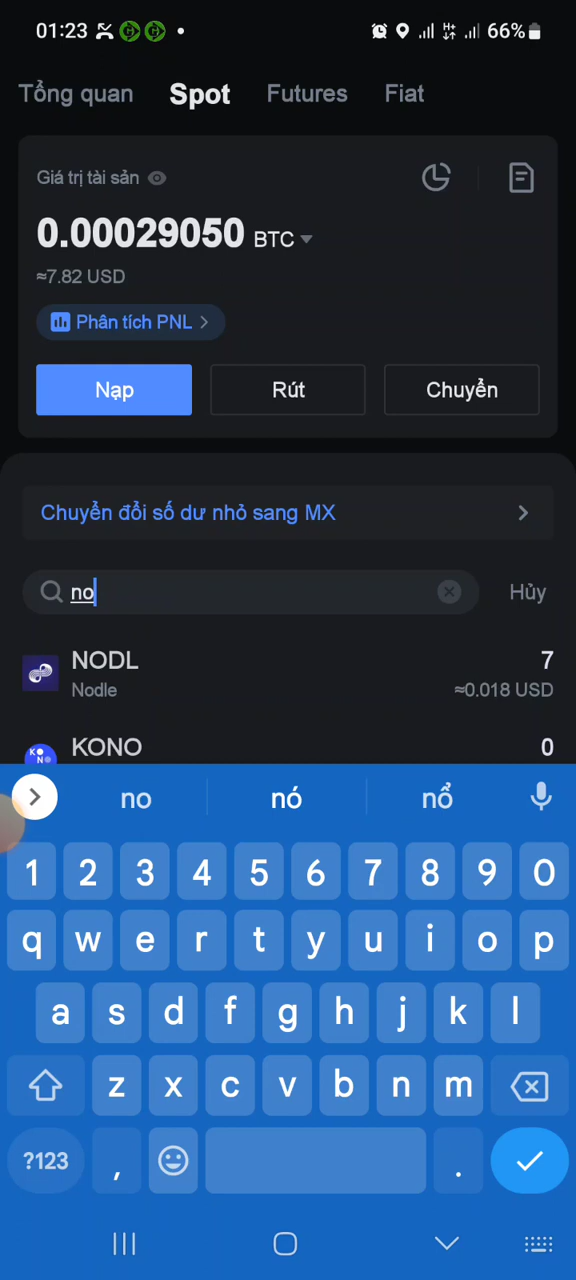 01:23 66%
Tổng quan Spot Futures Fiat
Giá trị tài sản
0.00029050 BTC
≈7.82 USD
Phân tích PNL
Nạp Rút Chuyển
Chuyển đổi số dư nhỏ sang MX
no Hủy
NODL 7
Nodle ≈0.018 USD
KONO 0
no nó nổ
1 2 3 4 5 6 7 8 9 0
q w e r t y u i o p
a s d f g h j k l
z x c v b n m
?123 , .